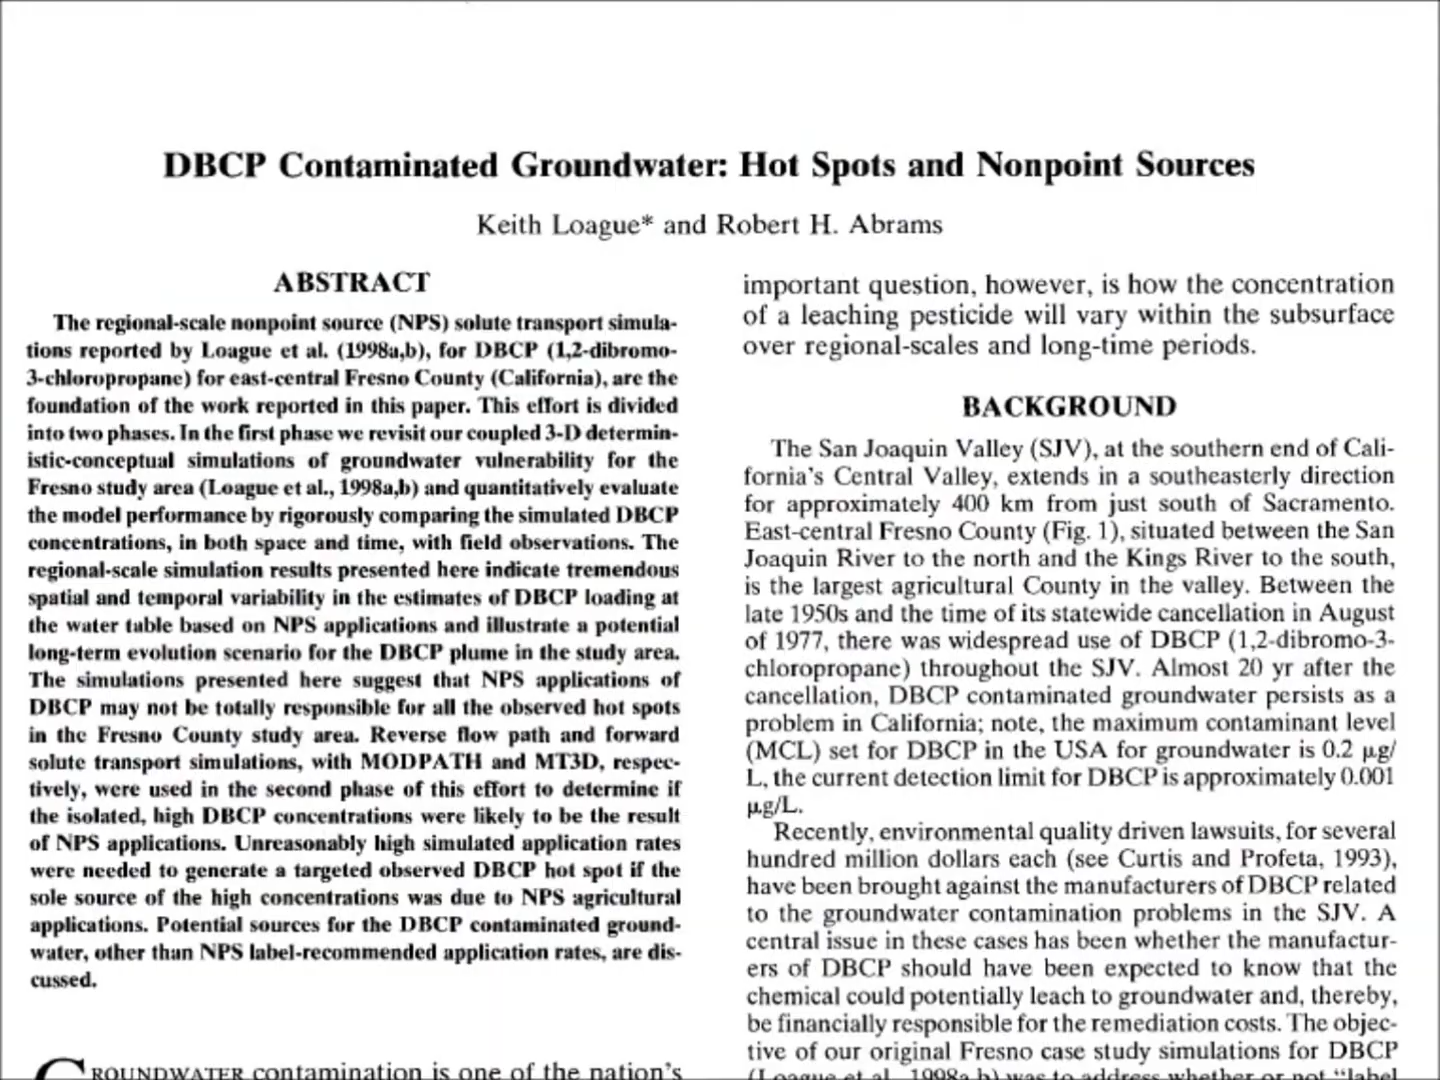 DBCP Contaminated Groundwater: Hot Spots and Nonpoint Sources
Keith Loague* and Robert H. Abrams
ABSTRACT
The regional-scale nonpoint source (NPS) solute transport simula-
tions reported by Loague et al. (1998a,b), for DBCP (1,2-dibromo-
3-chloropropane) for east-central Fresno County (California), are the
foundation of the work reported in this paper. This effort is divided
into two phases. In the first phase we revisit our coupled 3-D determin-
istic-conceptual simulations of groundwater vulnerability for the
Fresno study area (Loague et al., 1998a,b) and quantitatively evaluate
the model performance by rigorously comparing the simulated DBCP
concentrations, in both space and time, with field observations. The
regional-scale simulation results presented here indicate tremendous
spatial and temporal variability in the estimates of DBCP loading at
the water table based on NPS applications and illustrate a potential
long-term evolution scenario for the DBCP plume in the study area.
The simulations presented here suggest that NPS applications of
DBCP may not be totally responsible for all the observed hot spots
in the Fresno County study area. Reverse flow path and forward
solute transport simulations, with MODPATH and MT3D, respec-
tively, were used in the second phase of this effort to determine if
the isolated, high DBCP concentrations were likely to be the result
of NPS applications. Unreasonably high simulated application rates
were needed to generate a targeted observed DBCP hot spot if the
sole source of the high concentrations was due to NPS agricultural
applications. Potential sources for the DBCP contaminated ground-
water, other than NPS label-recommended application rates, are dis-
cussed.
GROUNDWATER contamination is one of the nation's
important question, however, is how the concentration
of a leaching pesticide will vary within the subsurface
over regional-scales and long-time periods.
BACKGROUND
The San Joaquin Valley (SJV), at the southern end of Cali-
fornia's Central Valley, extends in a southeasterly direction
for approximately 400 km from just south of Sacramento.
East-central Fresno County (Fig. 1), situated between the San
Joaquin River to the north and the Kings River to the south,
is the largest agricultural County in the valley. Between the
late 1950s and the time of its statewide cancellation in August
of 1977, there was widespread use of DBCP (1,2-dibromo-3-
chloropropane) throughout the SJV. Almost 20 yr after the
cancellation, DBCP contaminated groundwater persists as a
problem in California; note, the maximum contaminant level
(MCL) set for DBCP in the USA for groundwater is 0.2 μg/
L, the current detection limit for DBCP is approximately 0.001
μg/L.
Recently, environmental quality driven lawsuits, for several
hundred million dollars each (see Curtis and Profeta, 1993),
have been brought against the manufacturers of DBCP related
to the groundwater contamination problems in the SJV. A
central issue in these cases has been whether the manufactur-
ers of DBCP should have been expected to know that the
chemical could potentially leach to groundwater and, thereby,
be financially responsible for the remediation costs. The objec-
tive of our original Fresno case study simulations for DBCP
(Loague et al., 1998a,b) was to address whether or not "label